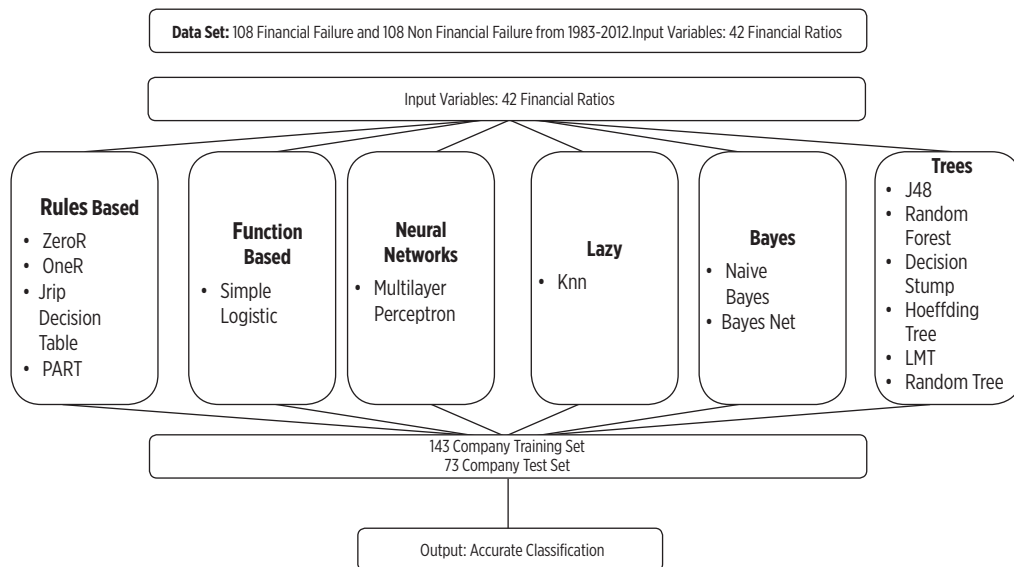 Data Set: 108 Financial Failure and 108 Non Financial Failure from 1983-2012.Input Variables: 42 Financial Ratios
Input Variables: 42 Financial Ratios
Rules Based
• ZeroR
• OneR
• Jrip
Decision
Table
• PART
Function
Based
• Simple
Logistic
Neural
Networks
• Multilayer
Perceptron
Lazy
• Knn
Bayes
• Naive
Bayes
• Bayes Net
Trees
• J48
• Random
Forest
• Decision
Stump
• Hoeffding
Tree
• LMT
• Random Tree
143 Company Training Set
73 Company Test Set
Output: Accurate Classification